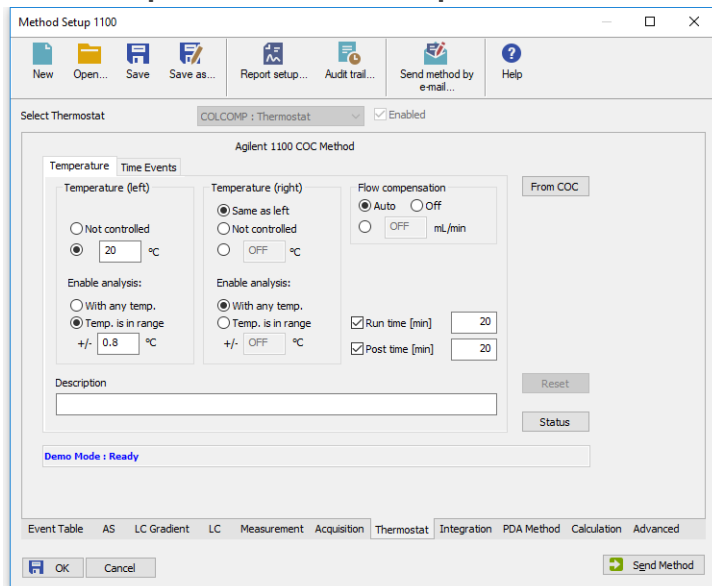 Method Setup 1100
New Open... Save Save as... Report setup... Audit trail... Send method by e-mail... Help
Select Thermostat COLCOMP : Thermostat Enabled
Agilent 1100 COC Method
Temperature Time Events
Temperature (left) Temperature (right) Flow compensation From COC
Same as left Auto Off
Not controlled Not controlled OFF mL/min
20 °C OFF °C
Enable analysis: Enable analysis:
With any temp. With any temp.
Temp. is in range Temp. is in range Run time [min] 20
+/- 0.8 °C +/- OFF °C Post time [min] 20
Description Reset
Status
Demo Mode : Ready
Event Table AS LC Gradient LC Measurement Acquisition Thermostat Integration PDA Method Calculation Advanced
OK Cancel Send Method